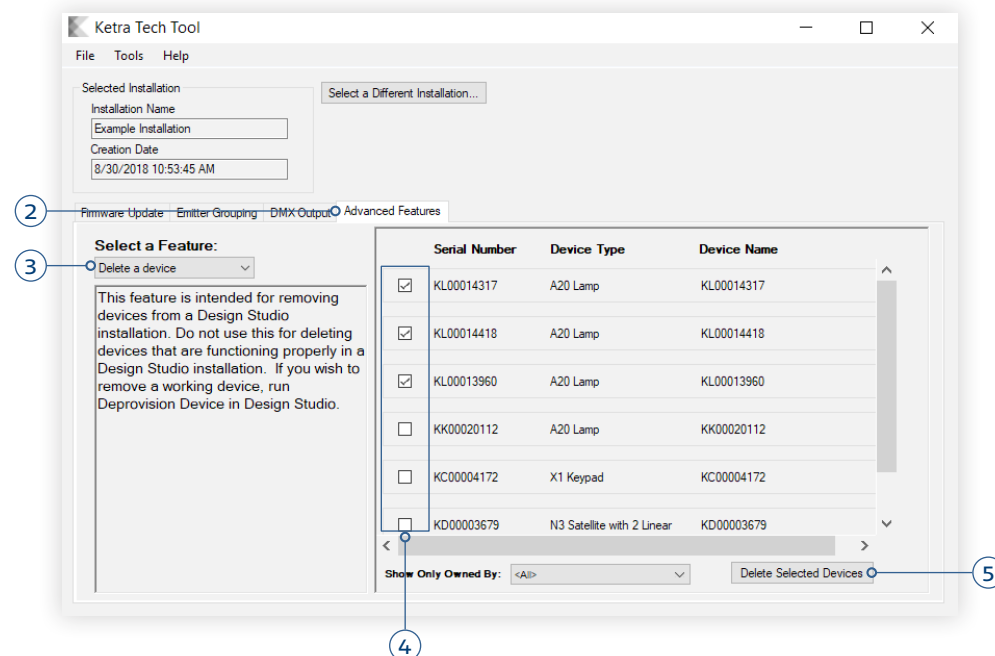 Ketra Tech Tool
File Tools Help
Selected Installation
Select a Different Installation...
Installation Name
Example Installation
Creation Date
8/30/2018 10:53:45 AM
2
Firmware Update Emitter Grouping DMX Output Advanced Features
Select a Feature:
3
Delete a device
This feature is intended for removing
devices from a Design Studio
installation. Do not use this for deleting
devices that are functioning properly in a
Design Studio installation. If you wish to
remove a working device, run
Deprovision Device in Design Studio.
Serial Number Device Type Device Name
KL00014317 A20 Lamp KL00014317
KL00014418 A20 Lamp KL00014418
KL00013960 A20 Lamp KL00013960
KK00020112 A20 Lamp KK00020112
KC00004172 X1 Keypad KC00004172
KD00003679 N3 Satellite with 2 Linear KD00003679
Show Only Owned By: <All> Delete Selected Devices
5
4